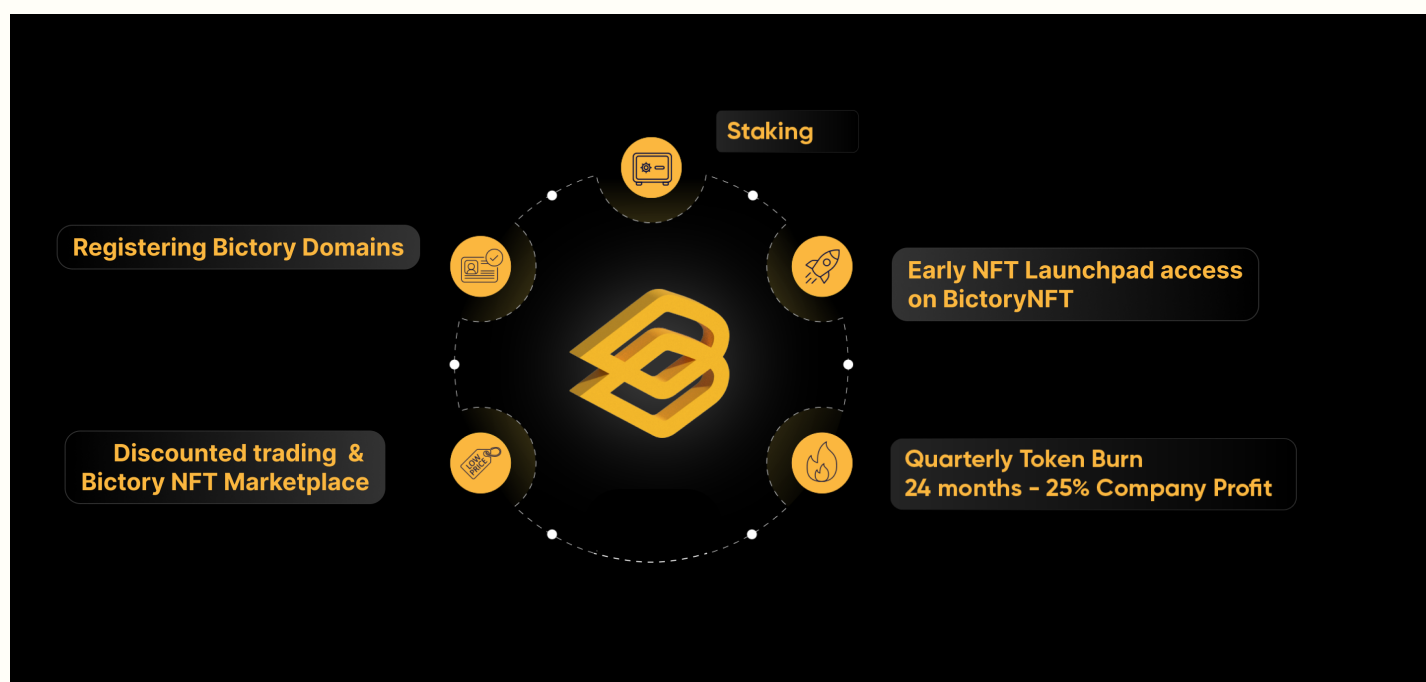 Staking
Registering Bictory Domains
Early NFT Launchpad access
on BictoryNFT
Discounted trading &
Bictory NFT Marketplace
LOW
PRICE
Quarterly Token Burn
24 months - 25% Company Profit